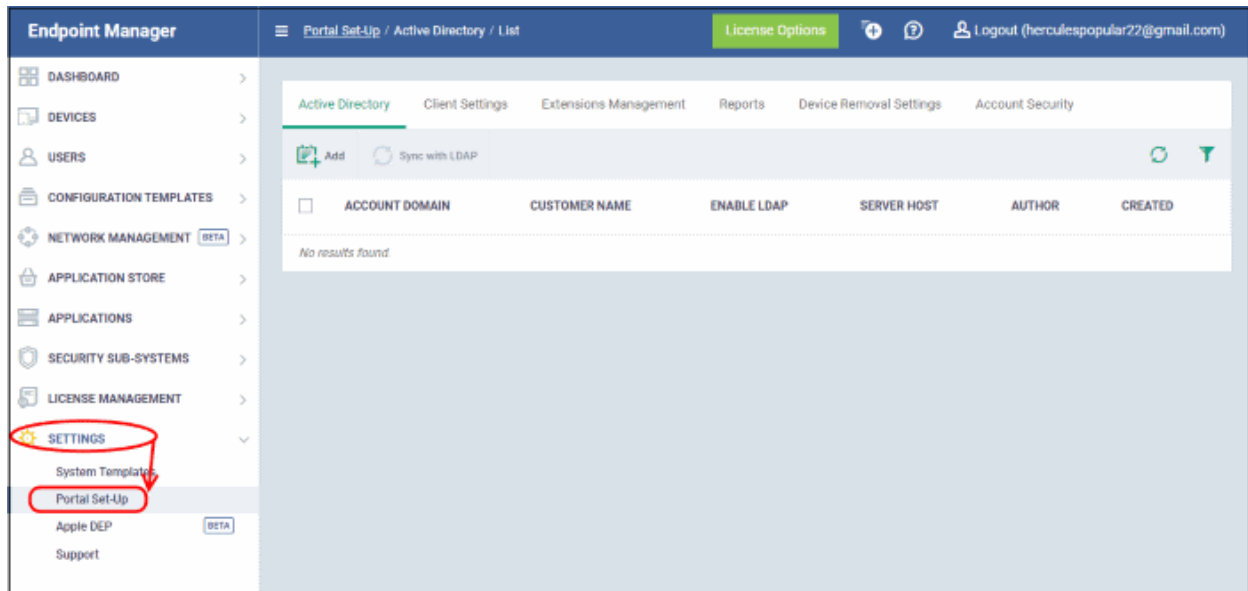 Endpoint Manager
Portal Set-Up / Active Directory / List
License Options
Logout (herculespopular22@gmail.com)
DASHBOARD
DEVICES
USERS
CONFIGURATION TEMPLATES
NETWORK MANAGEMENT BETA
APPLICATION STORE
APPLICATIONS
SECURITY SUB-SYSTEMS
LICENSE MANAGEMENT
SETTINGS
System Templates
Portal Set-Up
Apple DEP BETA
Support
Active Directory Client Settings Extensions Management Reports Device Removal Settings Account Security
Add Sync with LDAP
ACCOUNT DOMAIN CUSTOMER NAME ENABLE LDAP SERVER HOST AUTHOR CREATED
No results found